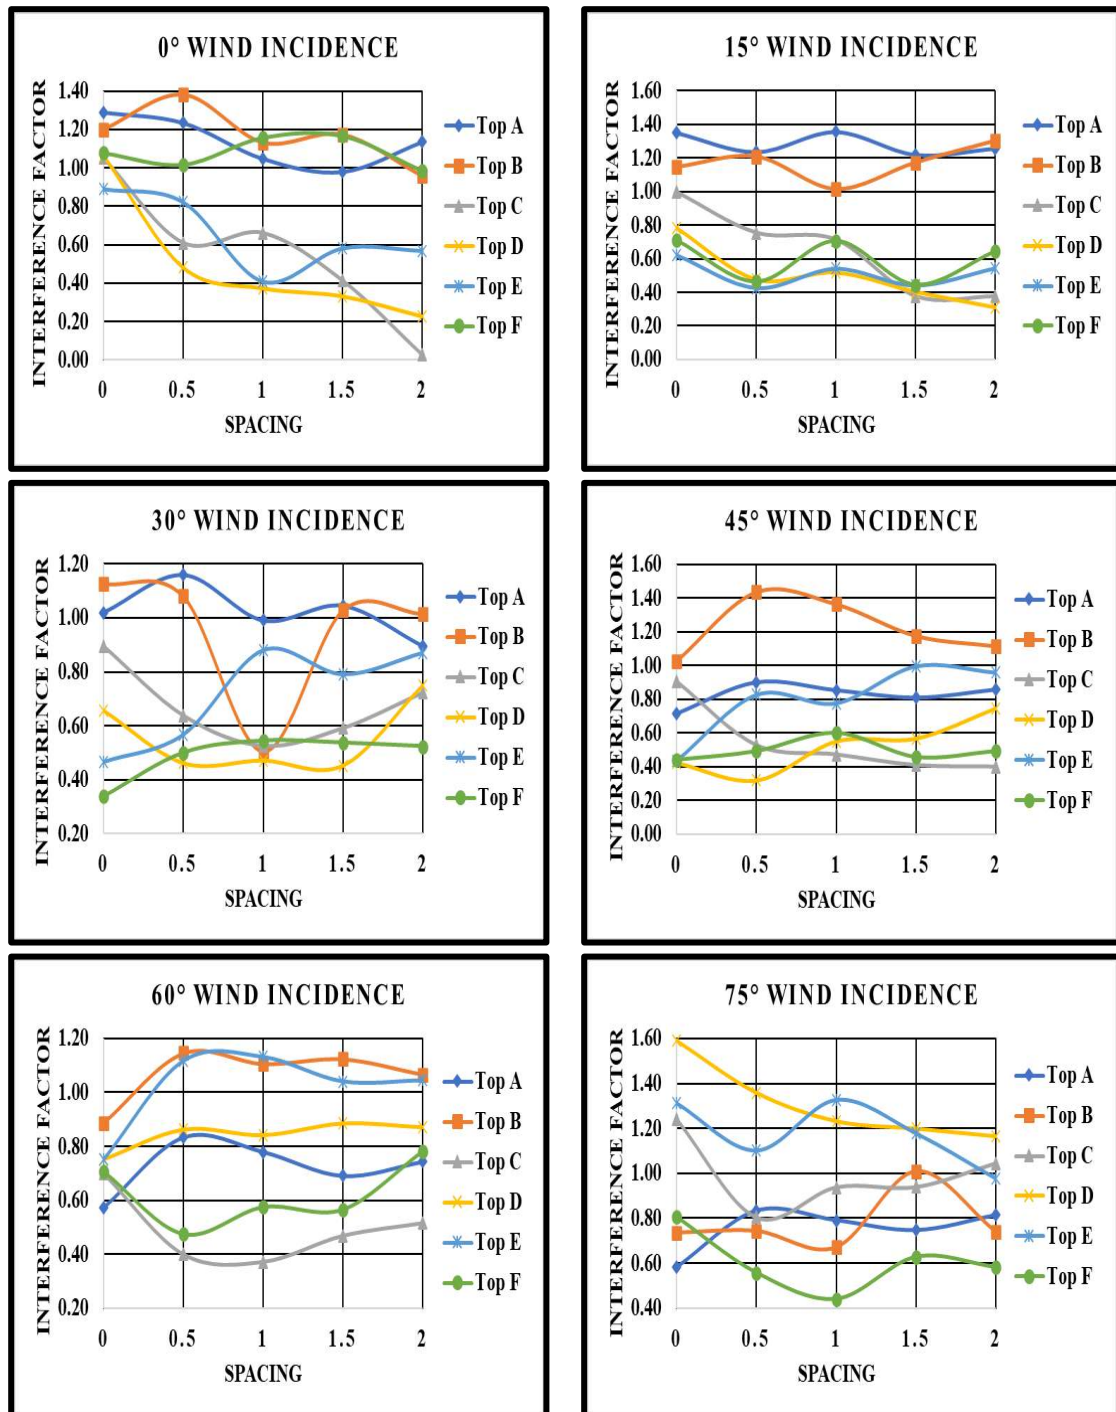 0° WIND INCIDENCE
INTERFERENCE FACTOR
1.40
1.20
1.00
0.80
0.60
0.40
0.20
0.00
0 0.5 1 1.5 2
SPACING
Top A
Top B
Top C
Top D
Top E
Top F
15° WIND INCIDENCE
INTERFERENCE FACTOR
1.60
1.40
1.20
1.00
0.80
0.60
0.40
0.20
0.00
0 0.5 1 1.5 2
SPACING
Top A
Top B
Top C
Top D
Top E
Top F
30° WIND INCIDENCE
INTERFERENCE FACTOR
1.20
1.00
0.80
0.60
0.40
0.20
0 0.5 1 1.5 2
SPACING
Top A
Top B
Top C
Top D
Top E
Top F
45° WIND INCIDENCE
INTERFERENCE FACTOR
1.60
1.40
1.20
1.00
0.80
0.60
0.40
0.20
0.00
0 0.5 1 1.5 2
SPACING
Top A
Top B
Top C
Top D
Top E
Top F
60° WIND INCIDENCE
INTERFERENCE FACTOR
1.20
1.00
0.80
0.60
0.40
0.20
0 0.5 1 1.5 2
SPACING
Top A
Top B
Top C
Top D
Top E
Top F
75° WIND INCIDENCE
INTERFERENCE FACTOR
1.60
1.40
1.20
1.00
0.80
0.60
0.40
0 0.5 1 1.5 2
SPACING
Top A
Top B
Top C
Top D
Top E
Top F